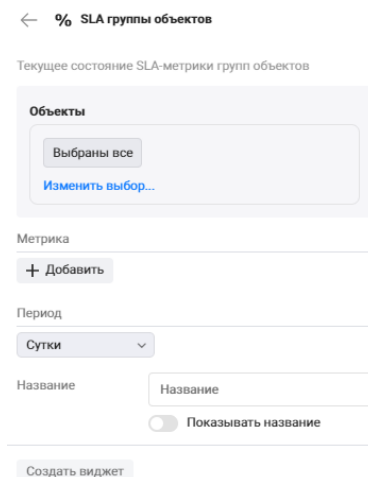 ← % SLA группы объектов
Текущее состояние SLA-метрики групп объектов
Объекты
Выбраны все
Изменить выбор...
Метрика
+ Добавить
Период
Сутки
Название
Название
Показывать название
Создать виджет